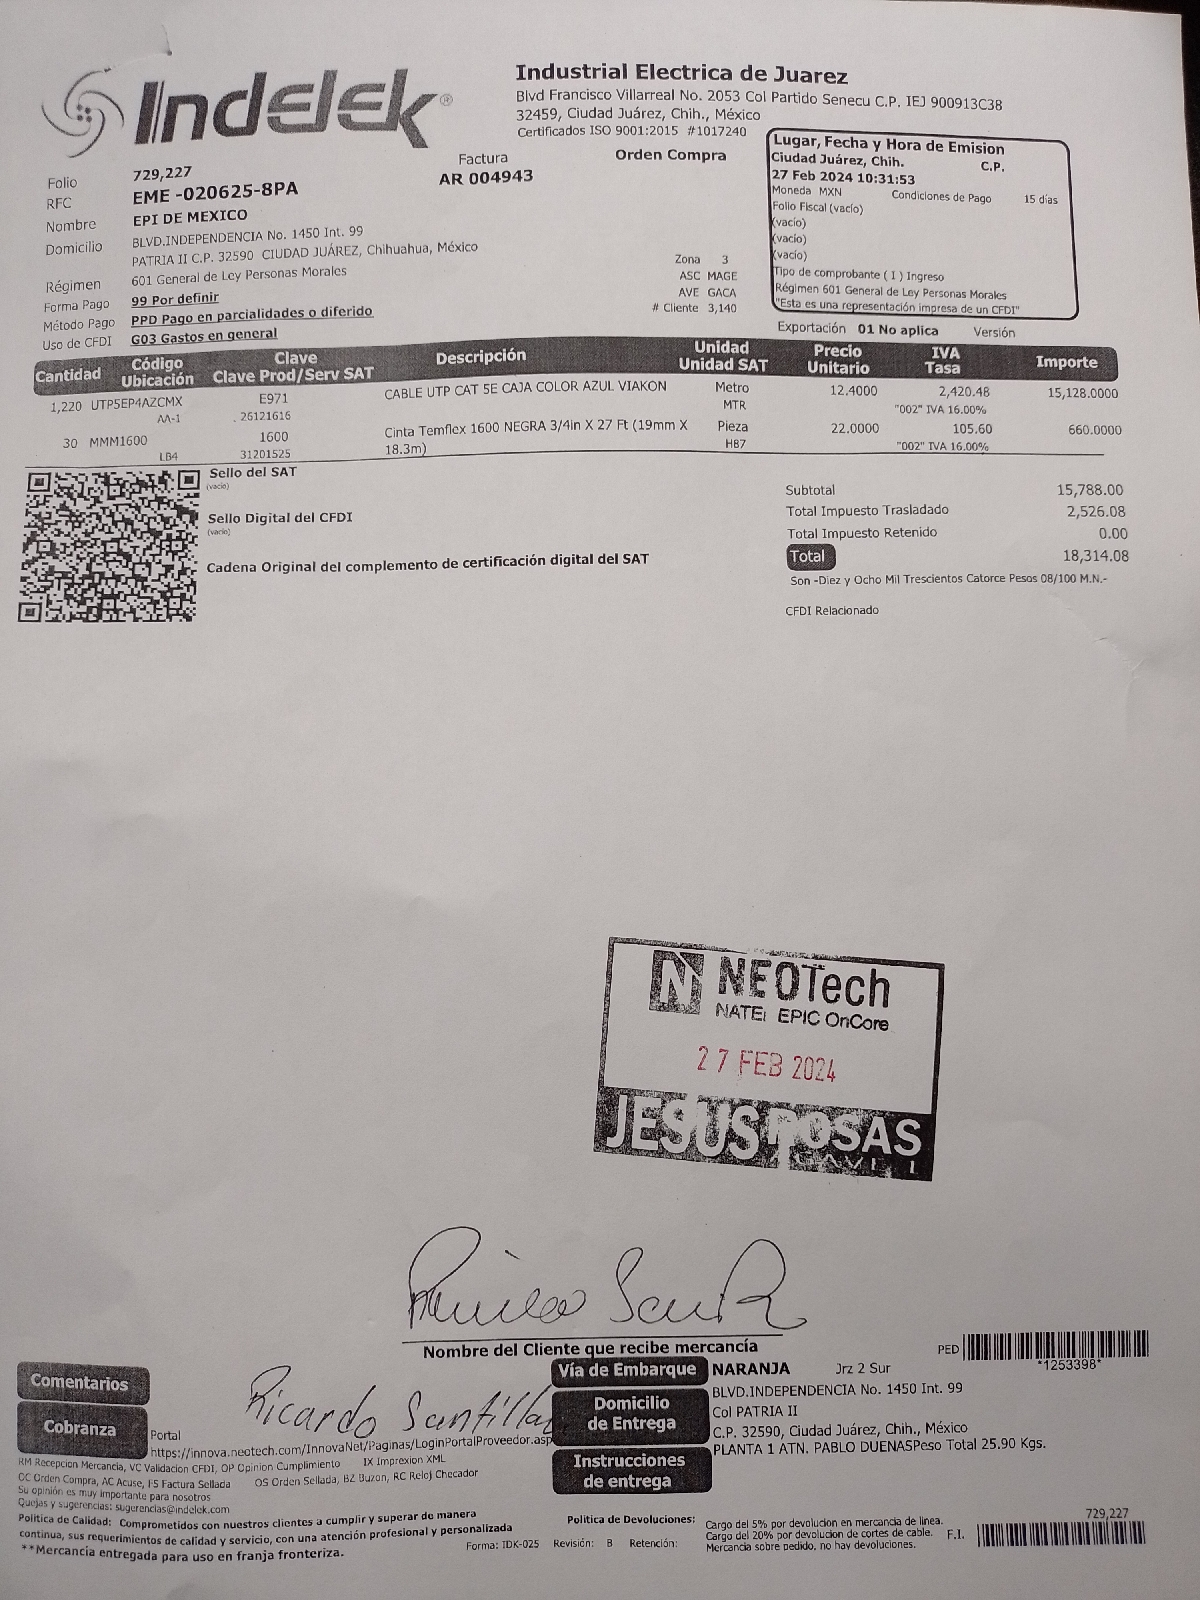 Indelek®
Industrial Electrica de Juarez
Blvd Francisco Villarreal No. 2053 Col Partido Senecu C.P. IEJ 900913C38
32459, Ciudad Juárez, Chih., México
Certificados ISO 9001:2015 #1017240
Folio 729,227
Factura
AR 004943
Orden Compra
RFC EME -020625-8PA
Nombre EPI DE MEXICO
Domicilio BLVD.INDEPENDENCIA No. 1450 Int. 99
PATRIA II C.P. 32590 CIUDAD JUÁREZ, Chihuahua, México
Régimen 601 General de Ley Personas Morales
Forma Pago 99 Por definir
Método Pago PPD Pago en parcialidades o diferido
Uso de CFDI G03 Gastos en general
Zona 3
ASC MAGE
AVE GACA
# Cliente 3,140
Lugar, Fecha y Hora de Emision
Ciudad Juárez, Chih. C.P.
27 Feb 2024 10:31:53
Moneda MXN Condiciones de Pago 15 días
Folio Fiscal (vacío)
(vacío)
(vacío)
(vacío)
Tipo de comprobante ( I ) Ingreso
Régimen 601 General de Ley Personas Morales
"Esta es una representación impresa de un CFDI"
Exportación 01 No aplica Versión
Cantidad Código Ubicación Clave Clave Prod/Serv SAT Descripción Unidad Unidad SAT Precio Unitario IVA Tasa Importe
1,220 UTP5EP4AZCMX E971 CABLE UTP CAT 5E CAJA COLOR AZUL VIAKON Metro 12.4000 2,420.48 15,128.0000
AA-1 26121616 MTR "002" IVA 16.00%
30 MMM1600 1600 Cinta Temflex 1600 NEGRA 3/4in X 27 Ft (19mm X Pieza 22.0000 105.60 660.0000
LB4 31201525 18.3m) H87 "002" IVA 16.00%
Sello del SAT
(vacio)
Sello Digital del CFDI
(vacio)
Cadena Original del complemento de certificación digital del SAT
Subtotal 15,788.00
Total Impuesto Trasladado 2,526.08
Total Impuesto Retenido 0.00
Total 18,314.08
Son -Diez y Ocho Mil Trescientos Catorce Pesos 08/100 M.N.-
CFDI Relacionado
N NEOTech
NATEL EPIC OnCore
27 FEB 2024
JESUS ROSAS
Nombre del Cliente que recibe mercancía
PED *1253398*
Comentarios
Ricardo Santilla
Vía de Embarque NARANJA Jrz 2 Sur
Domicilio de Entrega
BLVD.INDEPENDENCIA No. 1450 Int. 99
Col PATRIA II
C.P. 32590, Ciudad Juárez, Chih., México
PLANTA 1 ATN. PABLO DUENASPeso Total 25.90 Kgs.
Instrucciones de entrega
Cobranza Portal
https://innova.neotech.com/InnovaNet/Paginas/LoginPortalProveedor.asp
RM Recepcion Mercancia, VC Validacion CFDI, OP Opinion Cumplimiento IX Imprexion XML
OC Orden Compra, AC Acuse, FS Factura Sellada OS Orden Sellada, BZ Buzon, RC Reloj Checador
Su opinión es muy importante para nosotros
Quejas y sugerencias: sugerencias@indelek.com
Política de Calidad: Comprometidos con nuestros clientes a cumplir y superar de manera
continua, sus requerimientos de calidad y servicio, con una atención profesional y personalizada
**Mercancia entregada para uso en franja fronteriza.
Forma: IDK-025 Revisión: B Retención:
Politica de Devoluciones: Cargo del 5% por devolucion en mercancia de linea.
Cargo del 20% por devolucion de cortes de cable.
Mercancia sobre pedido, no hay devoluciones.
F.I. 729,227